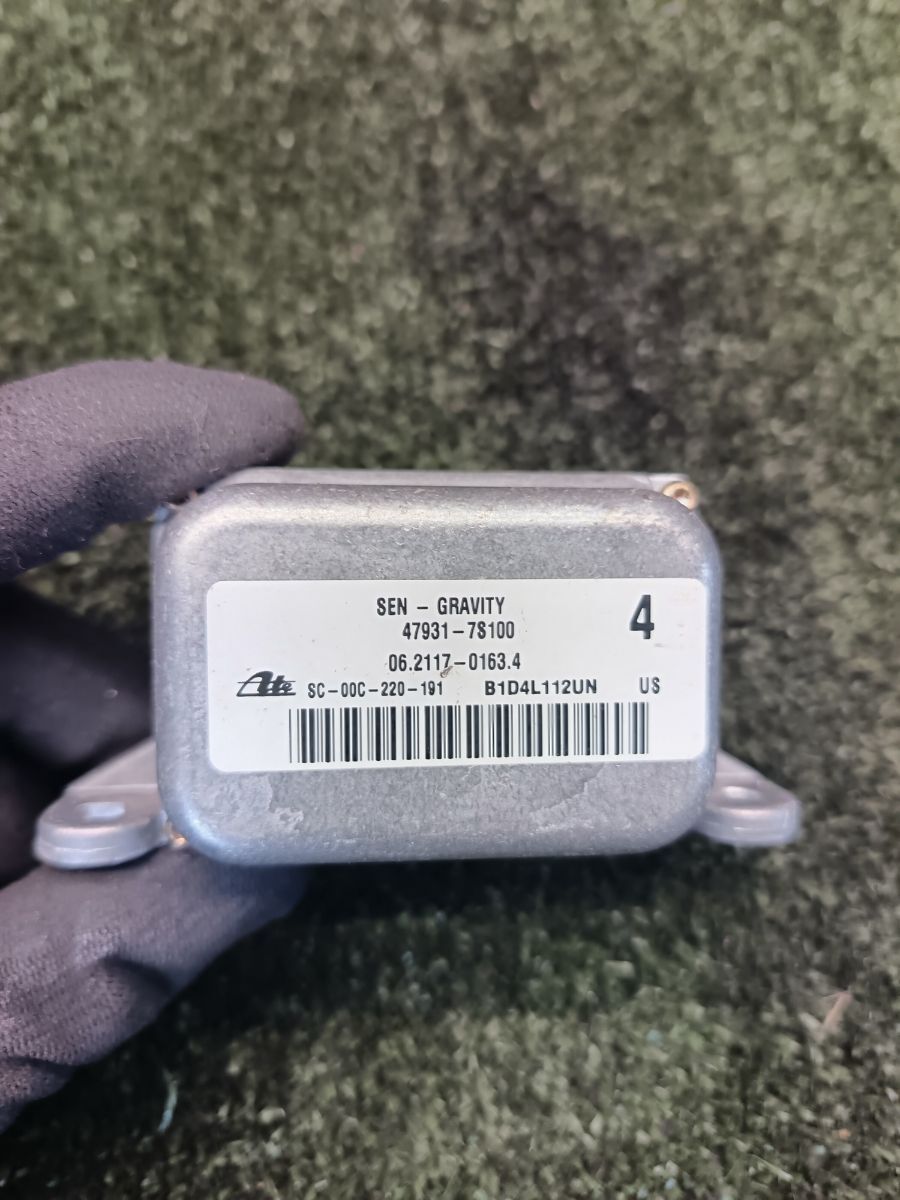 SEN - GRAVITY
47931-7S100
4
06.2117-0163.4
Ate SC-00C-220-191 B1D4L112UN US